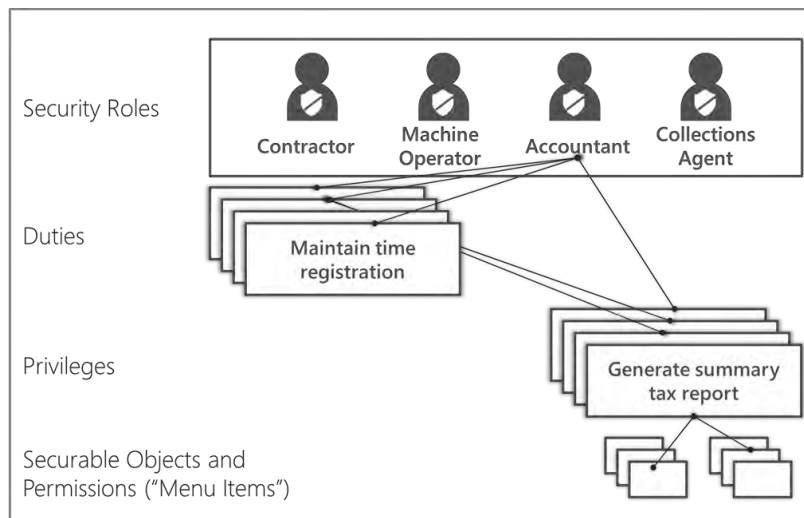 Security Roles
Contractor
Machine
Operator
Accountant
Collections
Agent
Duties
Maintain time
registration
Privileges
Generate summary
tax report
Securable Objects and
Permissions (“Menu Items”)